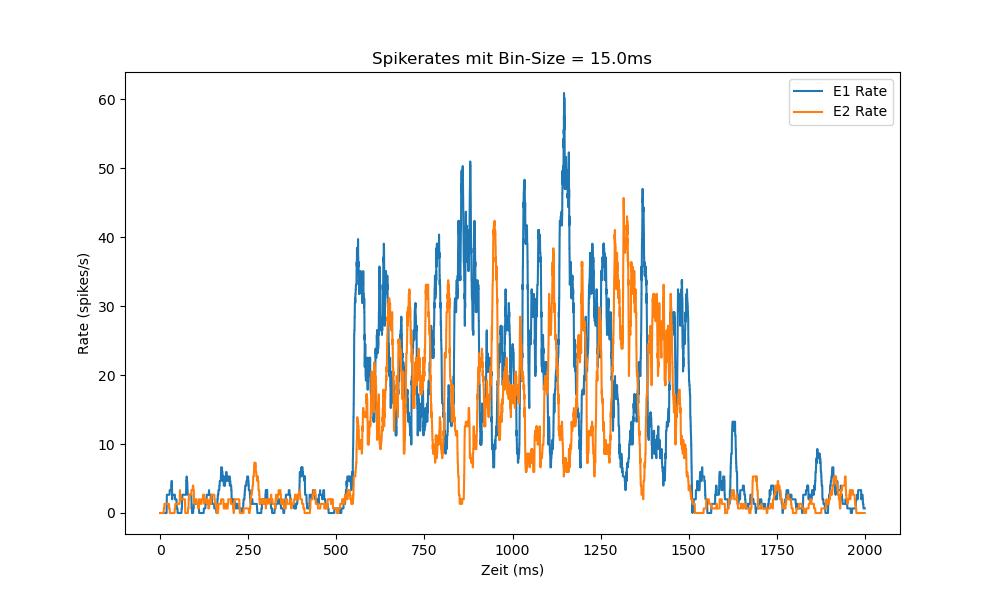 Spikerates mit Bin-Size = 15.0ms
E1 Rate
E2 Rate
Rate (spikes/s)
60
50
40
30
20
10
0
0 250 500 750 1000 1250 1500 1750 2000
Zeit (ms)